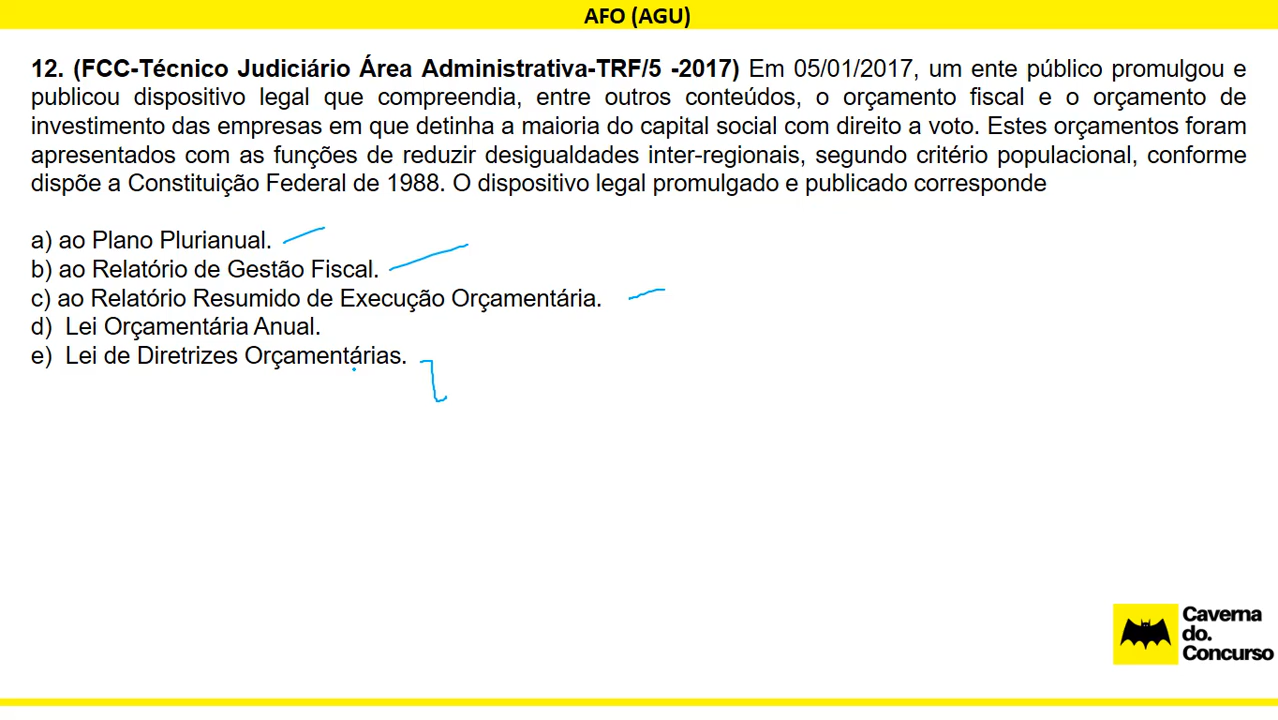 AFO (AGU)
12. (FCC-Técnico Judiciário Área Administrativa-TRF/5 -2017) Em 05/01/2017, um ente público promulgou e
publicou dispositivo legal que compreendia, entre outros conteúdos, o orçamento fiscal e o orçamento de
investimento das empresas em que detinha a maioria do capital social com direito a voto. Estes orçamentos foram
apresentados com as funções de reduzir desigualdades inter-regionais, segundo critério populacional, conforme
dispõe a Constituição Federal de 1988. O dispositivo legal promulgado e publicado corresponde
a) ao Plano Plurianual.
b) ao Relatório de Gestão Fiscal.
c) ao Relatório Resumido de Execução Orçamentária.
d) Lei Orçamentária Anual.
e) Lei de Diretrizes Orçamentárias.
Caverna
do.
Concurso